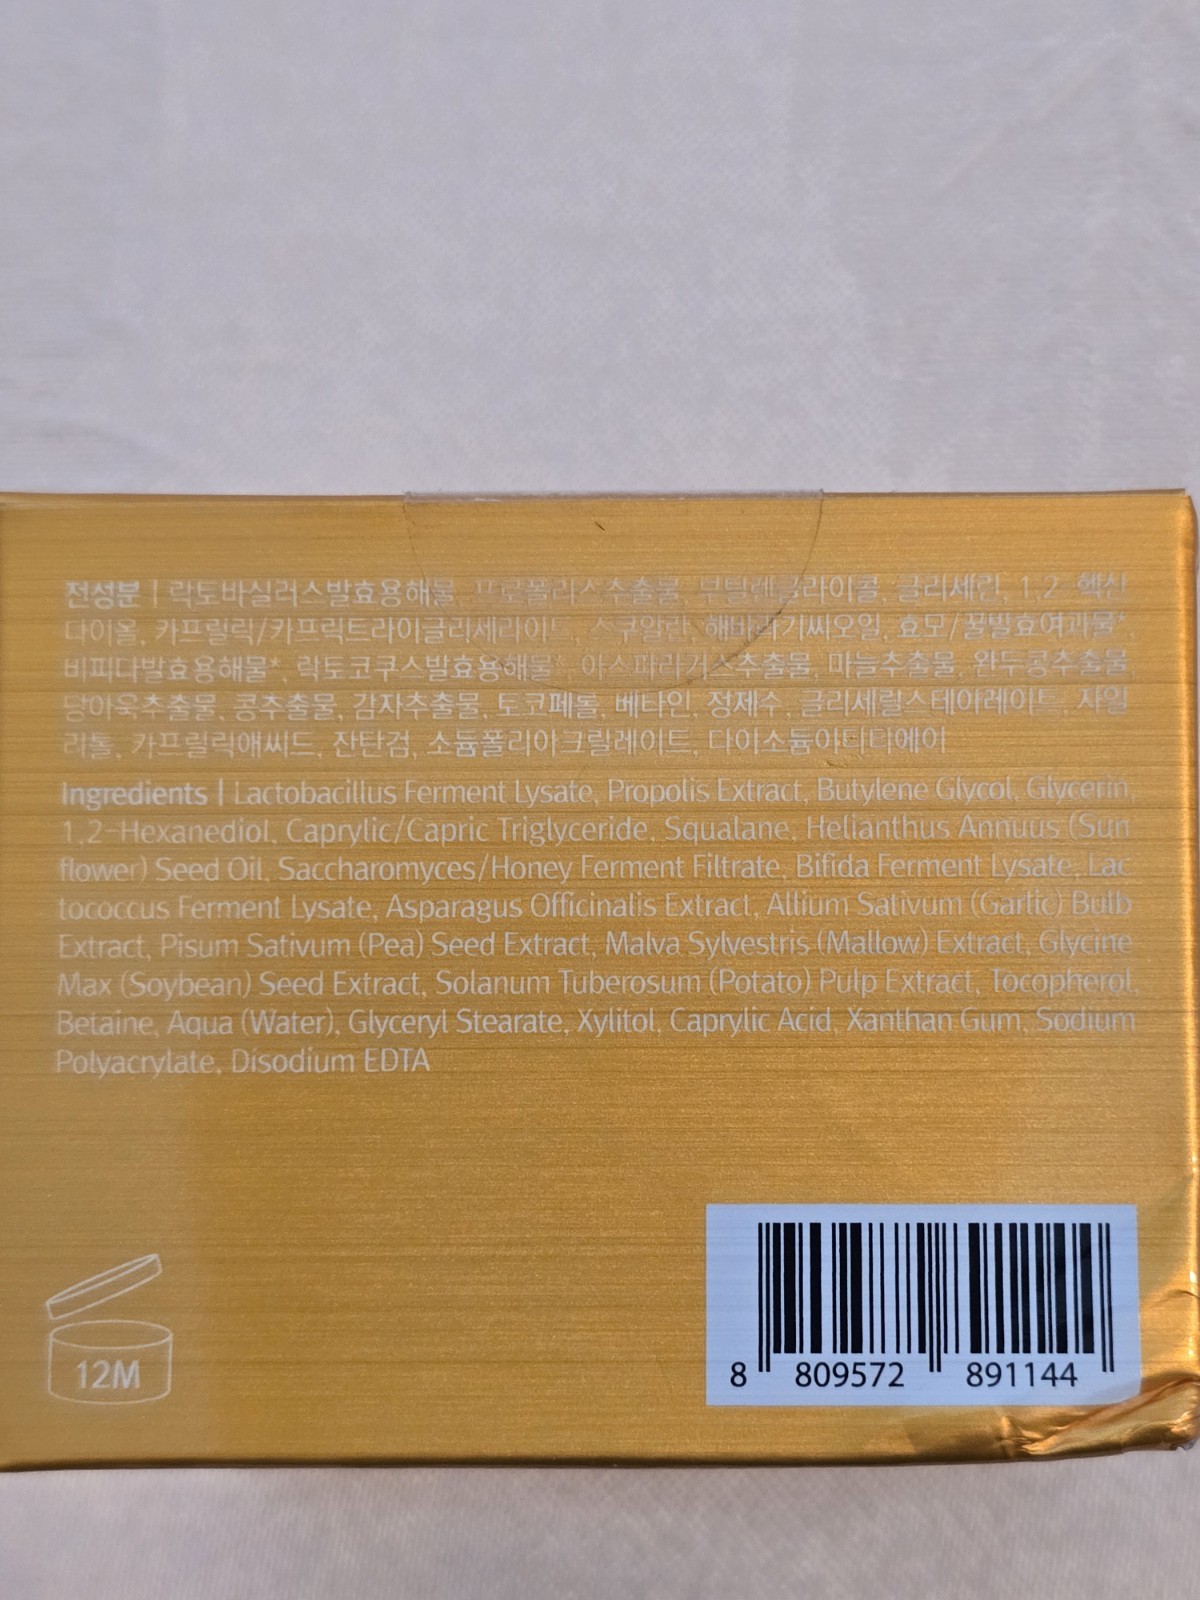 전성분 | 락토바실러스발효용해물, 프로폴리스추출물, 부틸렌글라이콜, 글리세린, 1,2-헥산
다이올, 카프릴릭/카프릭트라이글리세라이드, 스쿠알란, 해바라기씨오일, 효모/꿀발효여과물*,
비피다발효용해물*, 락토코쿠스발효용해물*, 아스파라거스추출물, 마늘추출물, 완두콩추출물
당아욱추출물, 콩추출물, 감자추출물, 토코페롤, 베타인, 정제수, 글리세릴스테아레이트, 자일
리톨, 카프릴릭애씨드, 잔탄검, 소듐폴리아크릴레이트, 다이소듐이디티에이
Ingredients | Lactobacillus Ferment Lysate, Propolis Extract, Butylene Glycol, Glycerin,
1,2-Hexanediol, Caprylic/Capric Triglyceride, Squalane, Helianthus Annuus (Sun
flower) Seed Oil, Saccharomyces/Honey Ferment Filtrate, Bifida Ferment Lysate, Lac
tococcus Ferment Lysate, Asparagus Officinalis Extract, Allium Sativum (Garlic) Bulb
Extract, Pisum Sativum (Pea) Seed Extract, Malva Sylvestris (Mallow) Extract, Glycine
Max (Soybean) Seed Extract, Solanum Tuberosum (Potato) Pulp Extract, Tocopherol,
Betaine, Aqua (Water), Glyceryl Stearate, Xylitol, Caprylic Acid, Xanthan Gum, Sodium
Polyacrylate, Disodium EDTA
12M
8 809572 891144